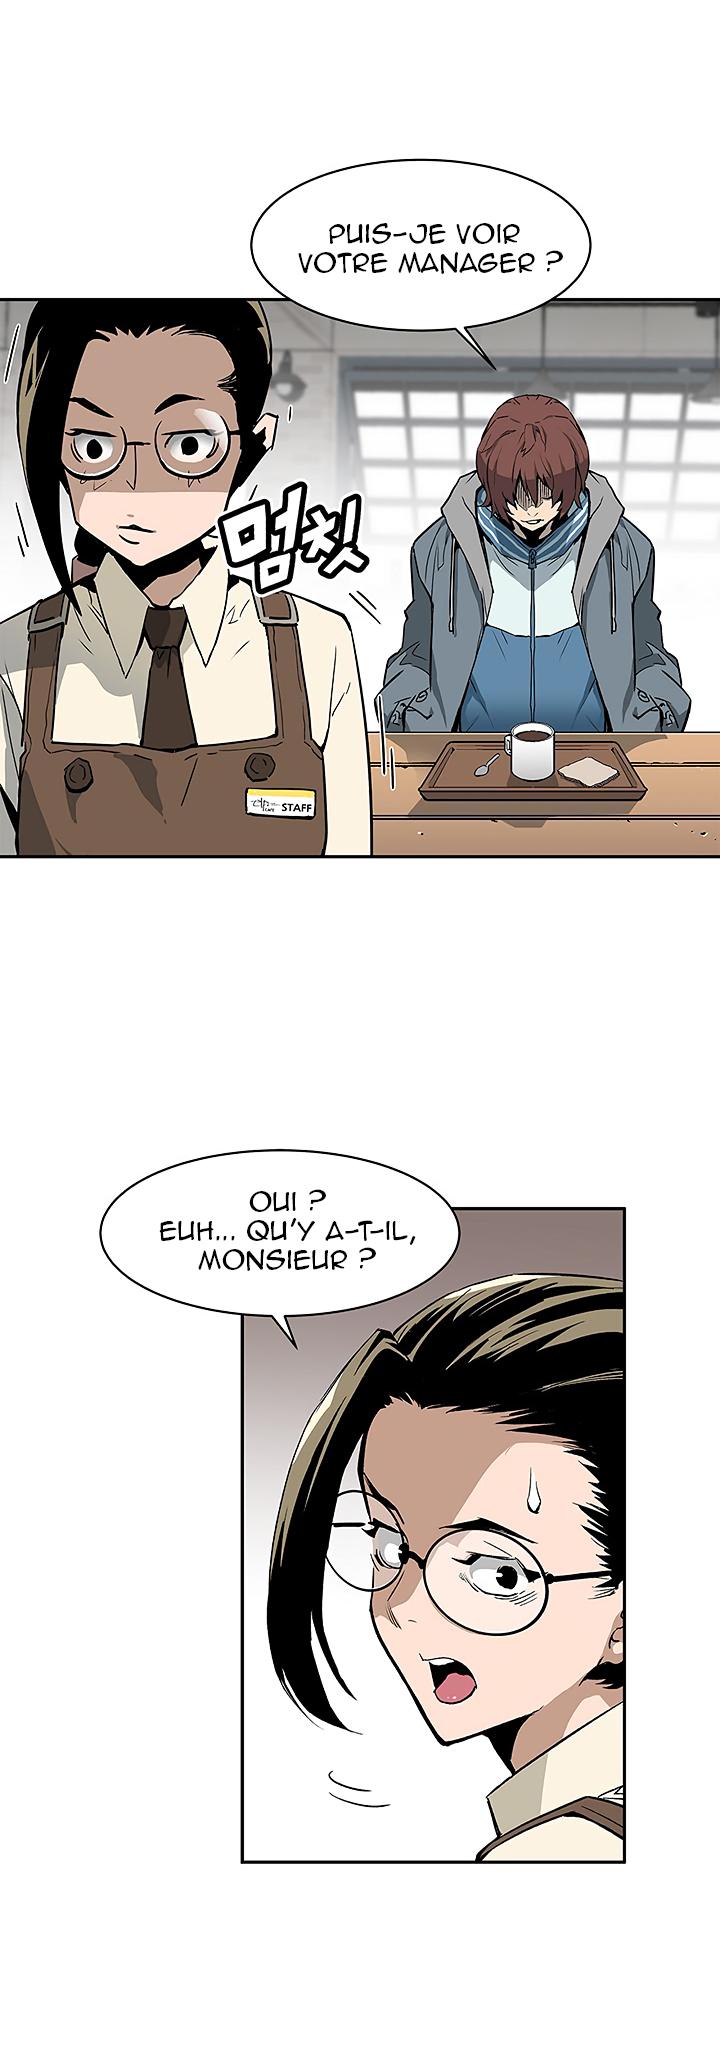 PUIS-JE VOIR
VOTRE MANAGER ?
멈칫
STAFF
OUI ?
EUH... QU'Y A-T-IL,
MONSIEUR ?